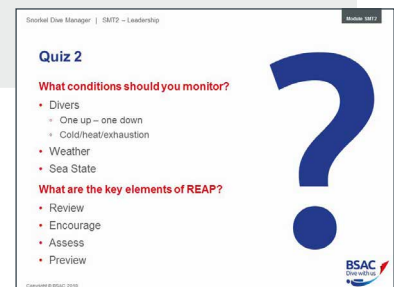 Snorkel Dive Manager | SMT2 – Leadership
Module SMT2
Quiz 2
What conditions should you monitor?
• Divers
One up – one down
Cold/heat/exhaustion
• Weather
• Sea State
What are the key elements of REAP?
• Review
• Encourage
• Assess
• Preview
?
BSAC
Dive with us
Copyright © BSAC